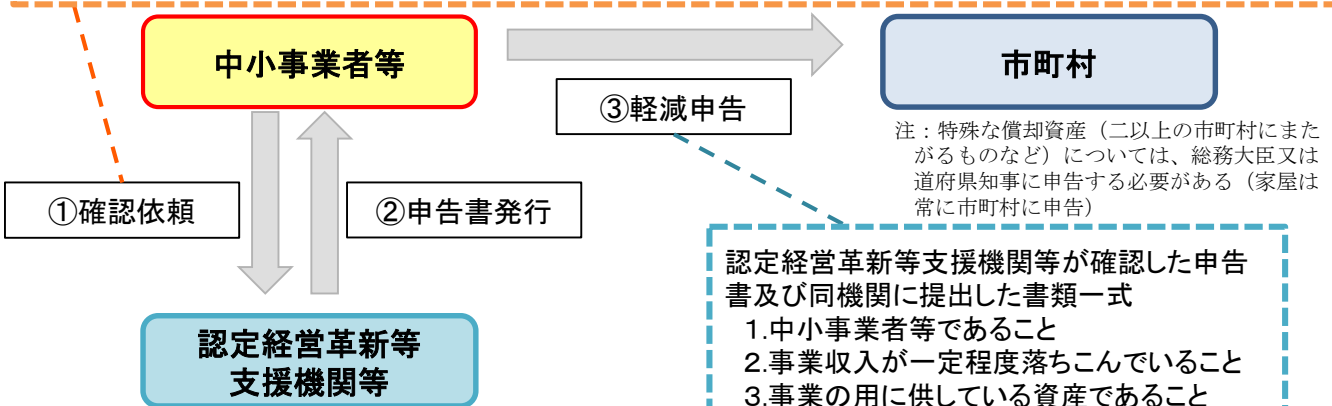 中小事業者等
市町村
③軽減申告
注：特殊な償却資産（二以上の市町村にまた
がるものなど）については、総務大臣又は
道府県知事に申告する必要がある（家屋は
常に市町村に申告）
①確認依頼
②申告書発行
認定経営革新等
支援機関等
認定経営革新等支援機関等が確認した申告
書及び同機関に提出した書類一式
1.中小事業者等であること
2.事業収入が一定程度落ちこんでいること
3.事業の用に供している資産であること